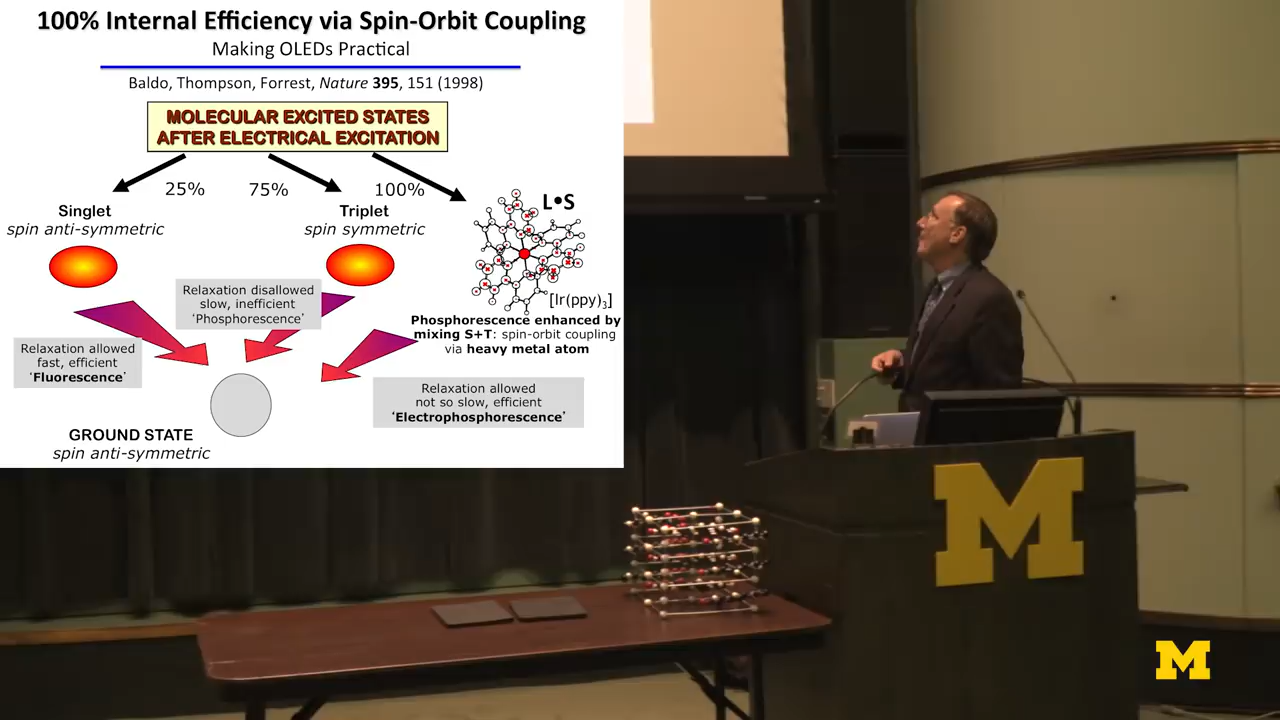 100% Internal Efficiency via Spin-Orbit Coupling
Making OLEDs Practical
Baldo, Thompson, Forrest, Nature 395, 151 (1998)
MOLECULAR EXCITED STATES
AFTER ELECTRICAL EXCITATION
25%
75%
100%
Singlet
spin anti-symmetric
Triplet
spin symmetric
L•S
[Ir(ppy)3]
Relaxation disallowed
slow, inefficient
‘Phosphorescence’
Phosphorescence enhanced by
mixing S+T: spin-orbit coupling
via heavy metal atom
Relaxation allowed
fast, efficient
‘Fluorescence’
Relaxation allowed
not so slow, efficient
‘Electrophosphorescence’
GROUND STATE
spin anti-symmetric
M
M